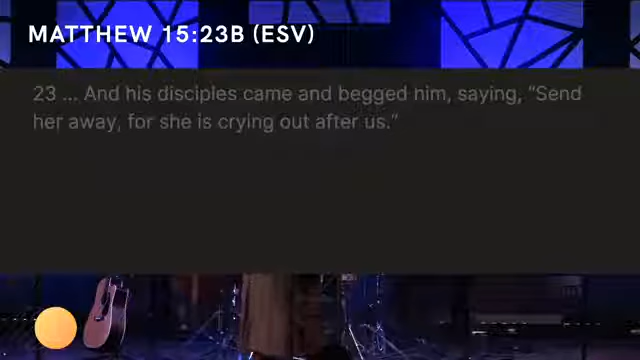 MATTHEW 15:23B (ESV)
23 ... And his disciples came and begged him, saying, “Send
her away, for she is crying out after us.”